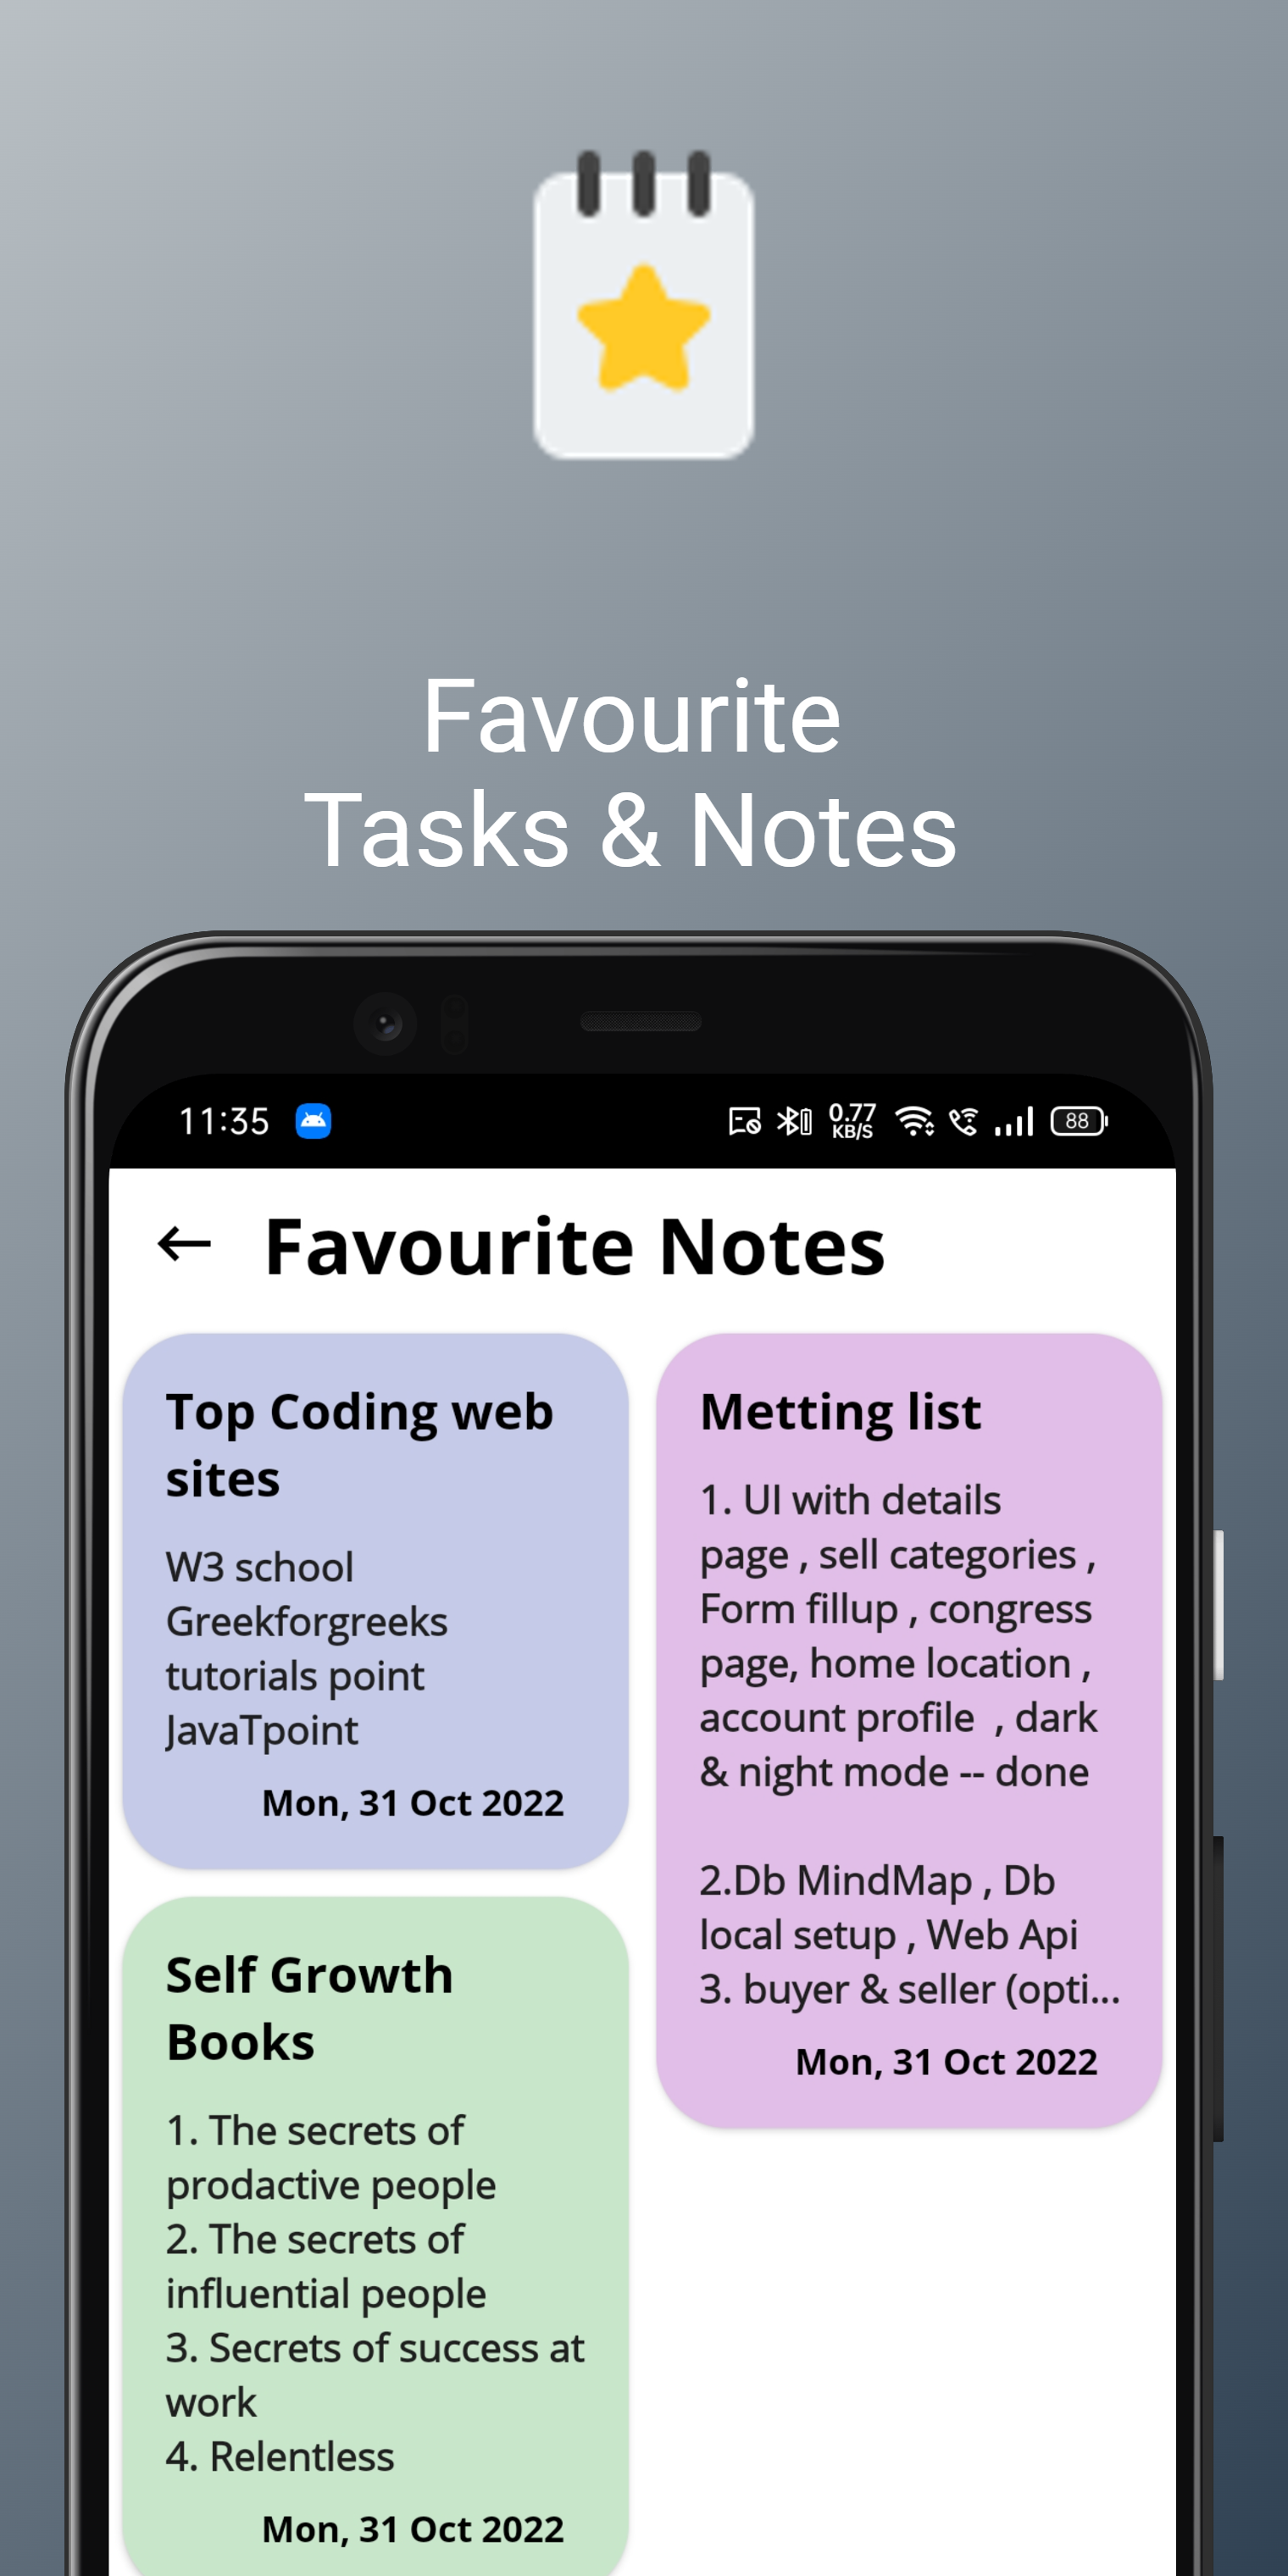 Favourite
Tasks & Notes
11:35
0.77
KB/S
88
Favourite Notes
Top Coding web
sites
W3 school
Greekforgreeks
tutorials point
JavaTpoint
Mon, 31 Oct 2022
Metting list
1. UI with details
page , sell categories ,
Form fillup , congress
page, home location ,
account profile  , dark
& night mode -- done
2.Db MindMap , Db
local setup , Web Api
3. buyer & seller (opti...
Mon, 31 Oct 2022
Self Growth
Books
1. The secrets of
prodactive people
2. The secrets of
influential people
3. Secrets of success at
work
4. Relentless
Mon, 31 Oct 2022